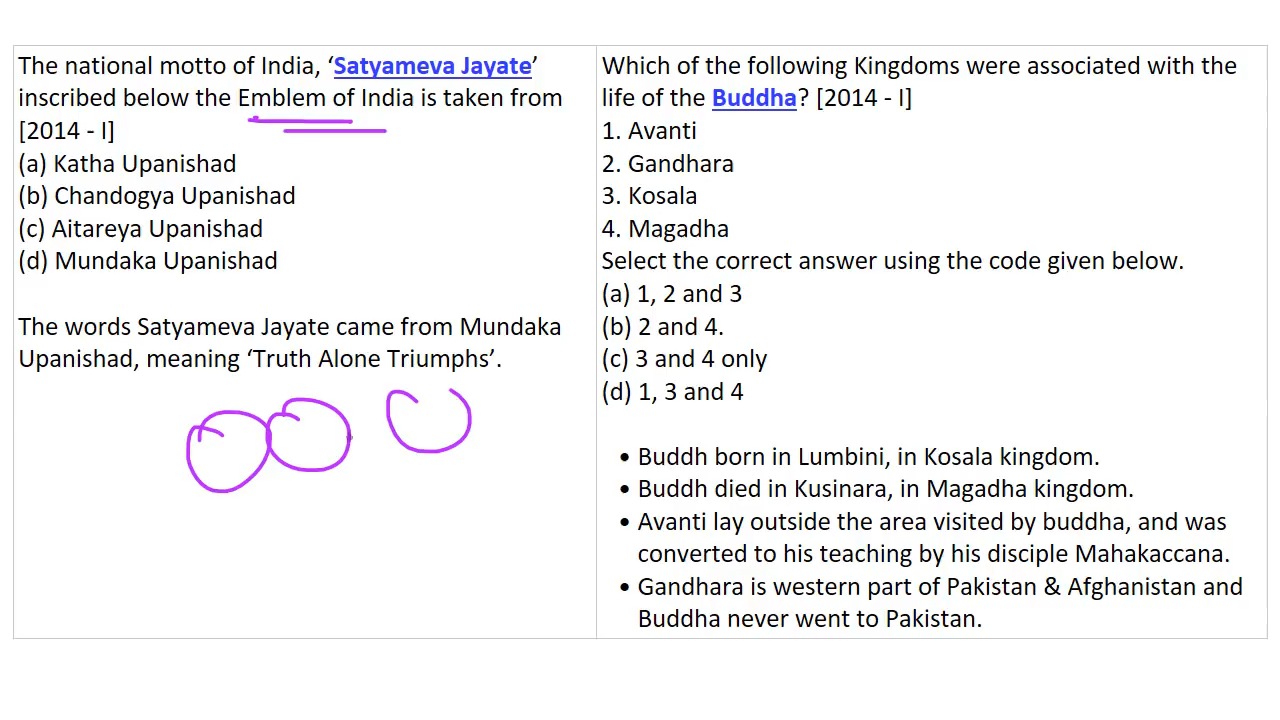 The national motto of India, ‘Satyameva Jayate’
inscribed below the Emblem of India is taken from
[2014 - I]
(a) Katha Upanishad
(b) Chandogya Upanishad
(c) Aitareya Upanishad
(d) Mundaka Upanishad
The words Satyameva Jayate came from Mundaka
Upanishad, meaning ‘Truth Alone Triumphs’.
Which of the following Kingdoms were associated with the
life of the Buddha? [2014 - I]
1. Avanti
2. Gandhara
3. Kosala
4. Magadha
Select the correct answer using the code given below.
(a) 1, 2 and 3
(b) 2 and 4.
(c) 3 and 4 only
(d) 1, 3 and 4
• Buddh born in Lumbini, in Kosala kingdom.
• Buddh died in Kusinara, in Magadha kingdom.
• Avanti lay outside the area visited by buddha, and was
converted to his teaching by his disciple Mahakaccana.
• Gandhara is western part of Pakistan & Afghanistan and
Buddha never went to Pakistan.